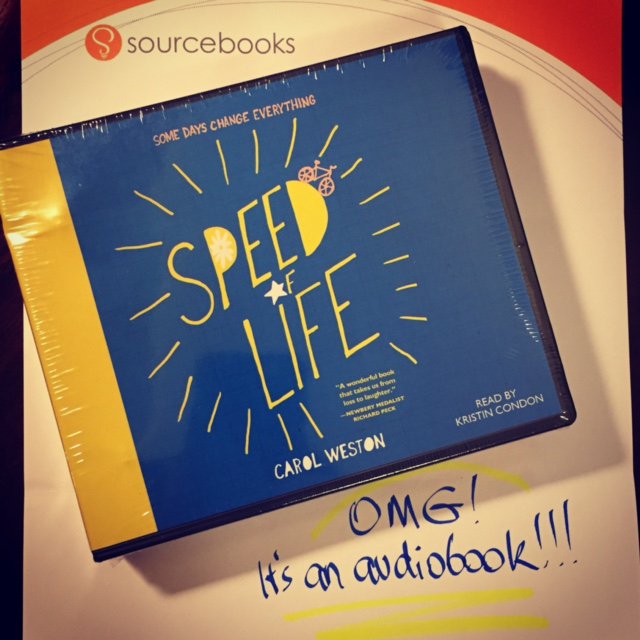 sourcebooks
SOME DAYS CHANGE EVERYTHING
SPEED
OF
LIFE
"A wonderful book
that takes us from
loss to laughter."
—NEWBERY MEDALIST
RICHARD PECK
READ BY
KRISTIN CONDON
CAROL WESTON
OMG!
It's an audiobook!!!